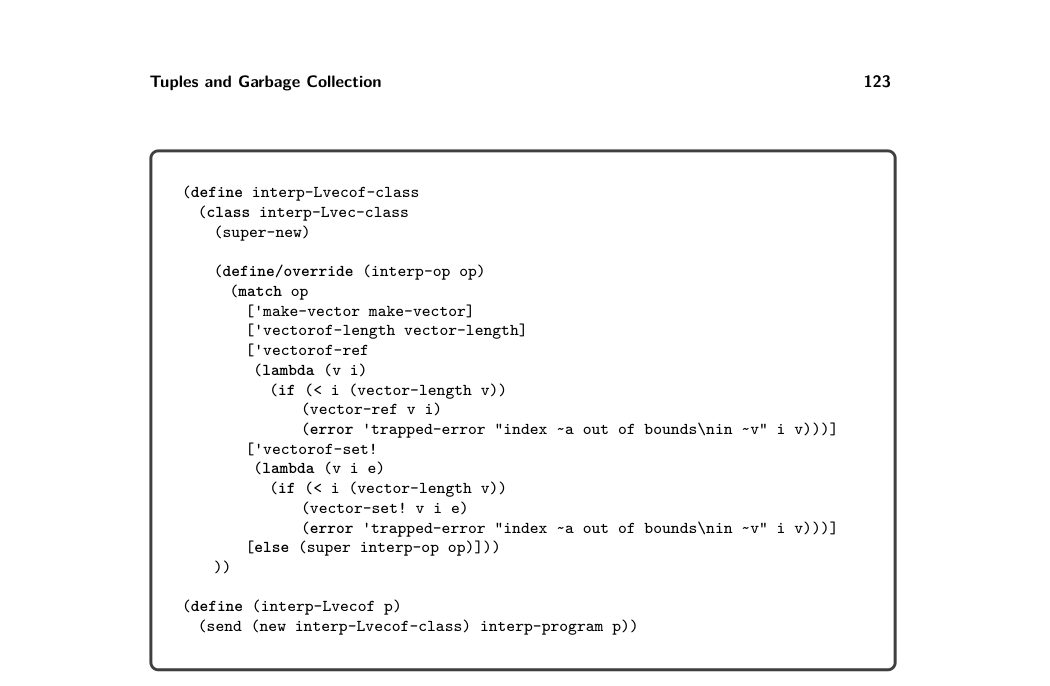 Tuples and Garbage Collection 123
(define interp-Lvecof-class
(class interp-Lvec-class
(super-new)
(define/override (interp-op op)
(match op
['make-vector make-vector]
['vectorof-length vector-length]
['vectorof-ref
(lambda (v i)
(if (< i (vector-length v))
(vector-ref v i)
(error 'trapped-error "index ~a out of bounds\nin ~v" i v)))]
['vectorof-set!
(lambda (v i e)
(if (< i (vector-length v))
(vector-set! v i e)
(error 'trapped-error "index ~a out of bounds\nin ~v" i v)))]
[else (super interp-op op)]))
))
(define (interp-Lvecof p)
(send (new interp-Lvecof-class) interp-program p))